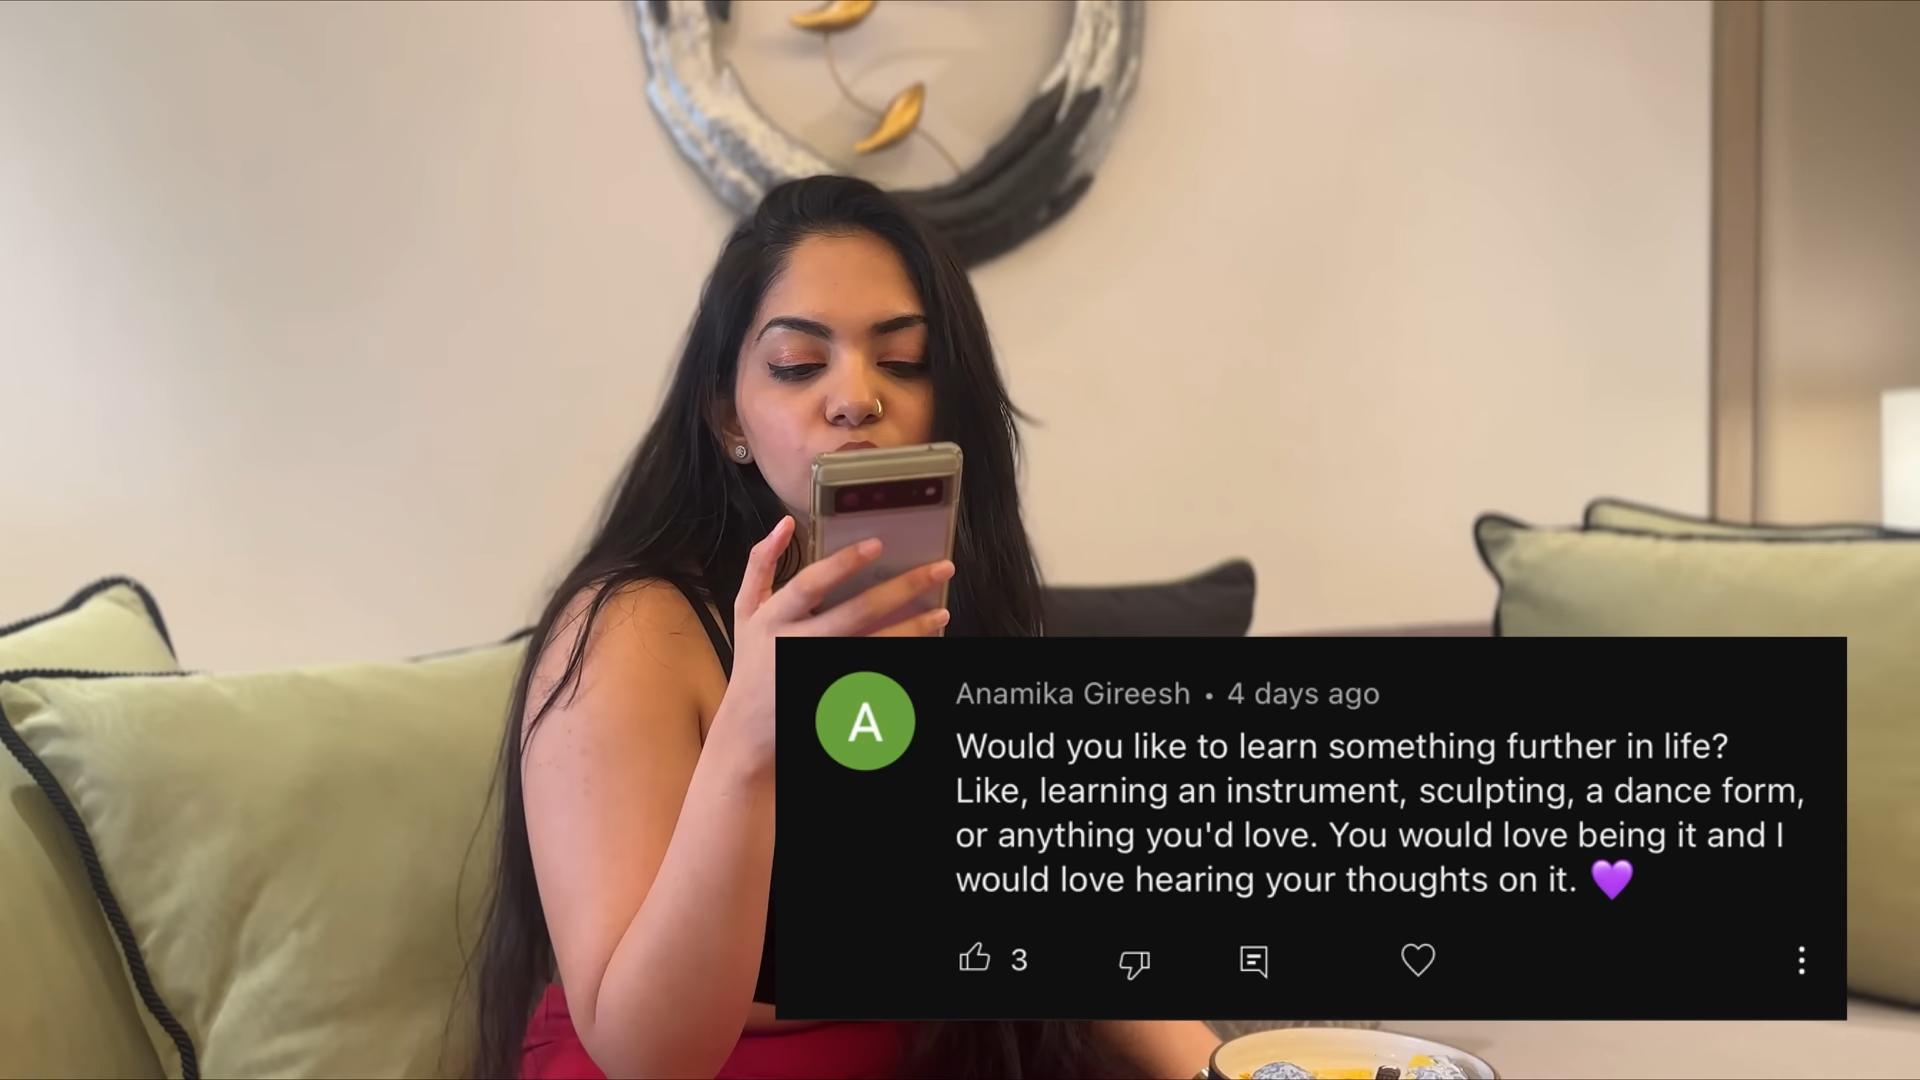 A
Anamika Gireesh • 4 days ago
Would you like to learn something further in life?
Like, learning an instrument, sculpting, a dance form,
or anything you'd love. You would love being it and I
would love hearing your thoughts on it. 💜
3